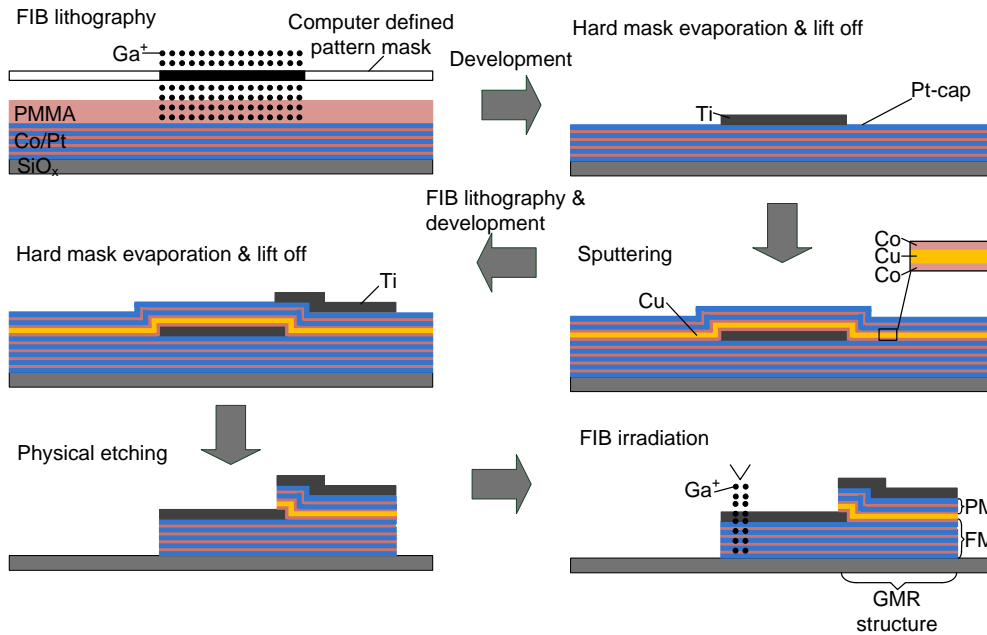 FIB lithography
Ga+
Computer defined
pattern mask
PMMA
Co/Pt
SiOx
Development
Hard mask evaporation & lift off
Ti
Pt-cap
FIB lithography &
development
Sputtering
Co
Cu
Co
Cu
Hard mask evaporation & lift off
Ti
Physical etching
FIB irradiation
Ga+
PM
FM
GMR
structure